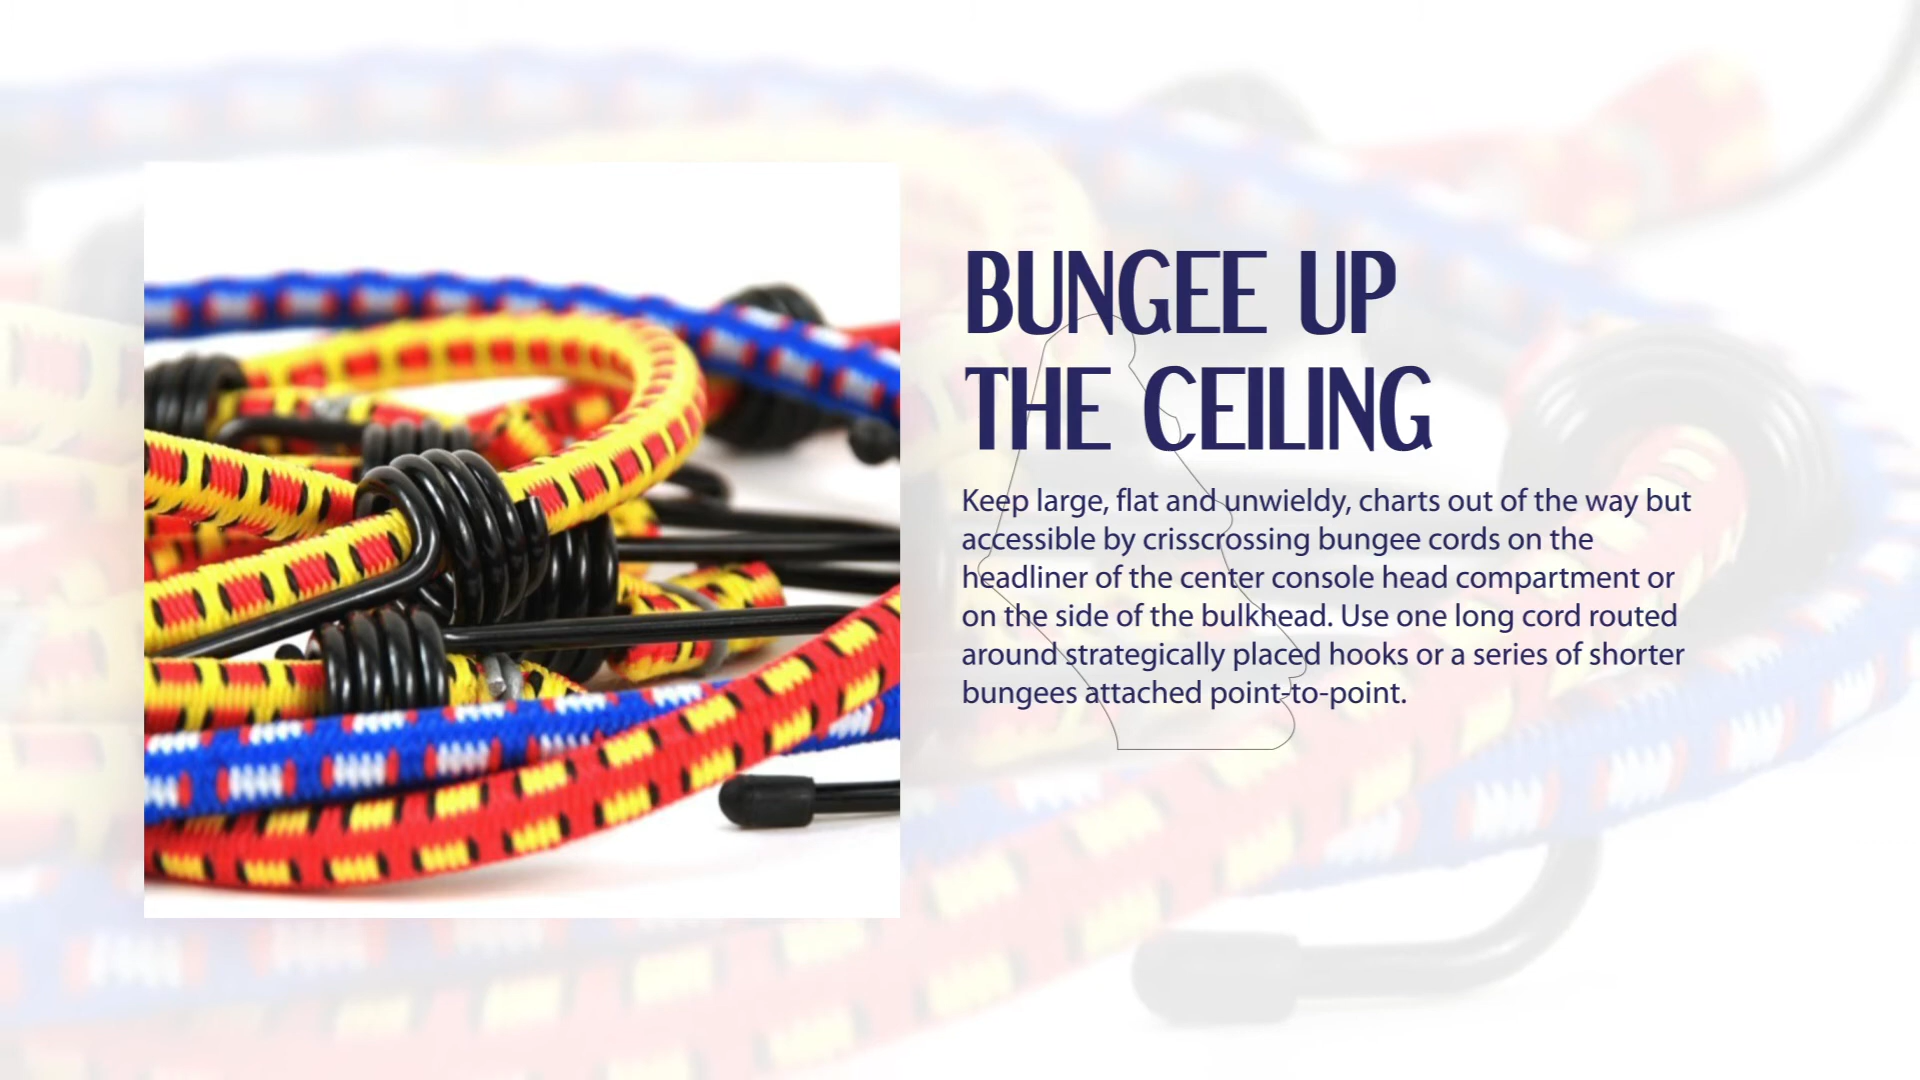 BUNGEE UP
THE CEILING
Keep large, flat and unwieldy, charts out of the way but
accessible by crisscrossing bungee cords on the
headliner of the center console head compartment or
on the side of the bulkhead. Use one long cord routed
around strategically placed hooks or a series of shorter
bungees attached point-to-point.